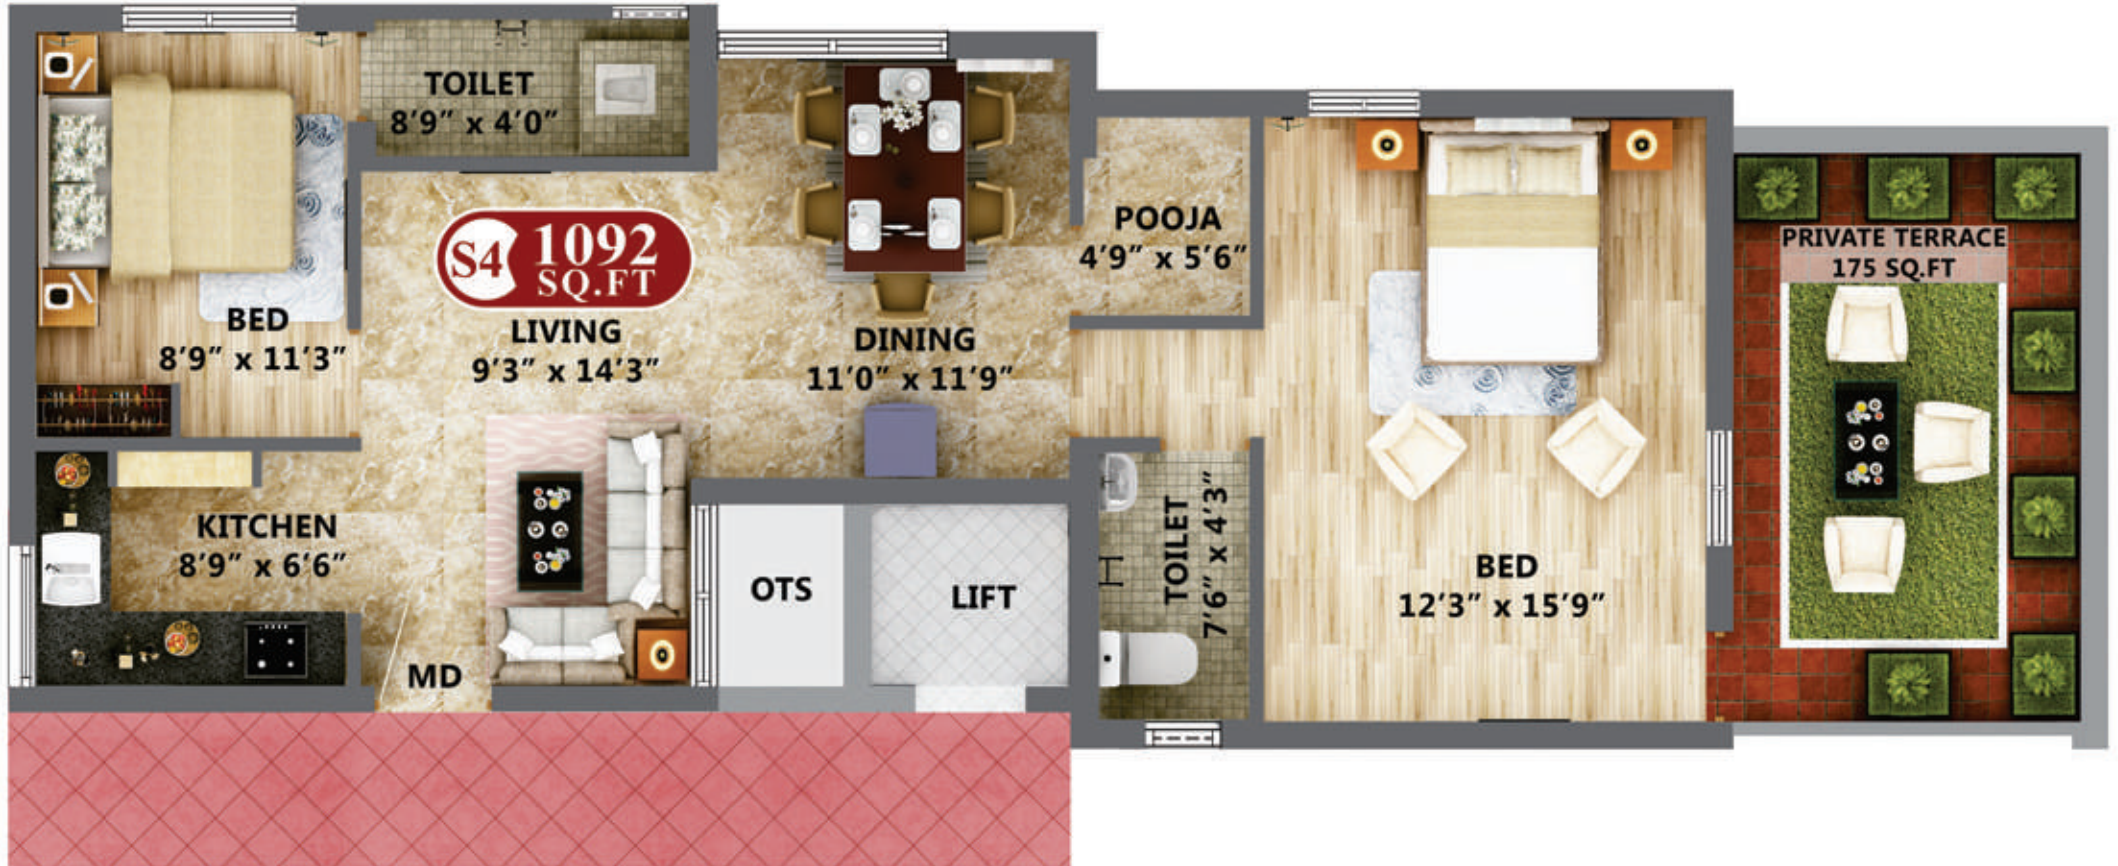 TOILET
8'9" x 4'0"
BED
8'9" x 11'3"
S4
1092
SQ.FT
LIVING
9'3" x 14'3"
DINING
11'0" x 11'9"
POOJA
4'9" x 5'6"
PRIVATE TERRACE
175 SQ.FT
KITCHEN
8'9" x 6'6"
MD
OTS
LIFT
TOILET
7'6" x 4'3"
BED
12'3" x 15'9"